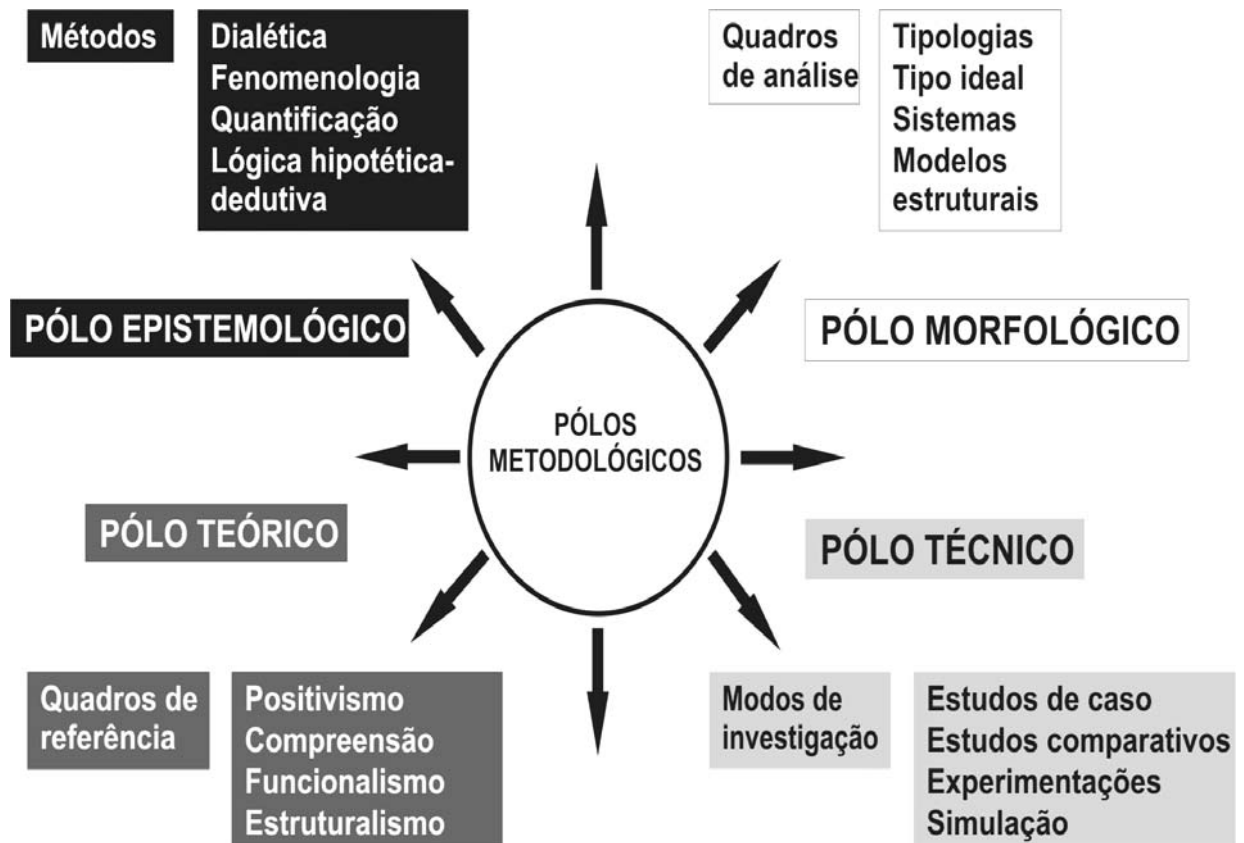 Métodos
Dialética
Fenomenologia
Quantificação
Lógica hipotética-
dedutiva
PÓLO EPISTEMOLÓGICO
Quadros
de análise
Tipologias
Tipo ideal
Sistemas
Modelos
estruturais
PÓLO MORFOLÓGICO
PÓLOS
METODOLÓGICOS
PÓLO TEÓRICO
Quadros de
referência
Positivismo
Compreensão
Funcionalismo
Estruturalismo
PÓLO TÉCNICO
Modos de
investigação
Estudos de caso
Estudos comparativos
Experimentações
Simulação